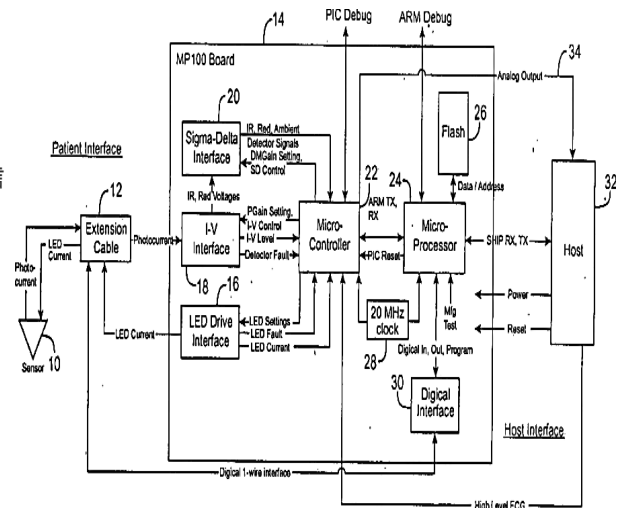 PIC Debug
ARM Debug
14
MP100 Board
34
Analog Output
20
Sigma-Delta
Interface
IR, Red, Ambient
Detector Signals
DMGain Setting,
SD Control
26
Flash
Patient Interface
22
24
32
12
Extension
Cable
IR, Red Voltages
ARM TX,
RX
Data / Address
Photocurrent
I-V
Interface
18
PGain Setting,
I-V Control
I-V Level
Detector Fault
Micro-
Controller
PIC Reset
Micro-
Processor
SHIP RX, TX
Host
LED
Current
Photo-
current
16
Power
LED Current
LED Drive
Interface
LED Settings
LED Fault
LED Current
20 MHz
clock
28
Mfg
Test
Reset
Sensor
10
Digital In, Out, Program
30
Digical
Interface
Host Interface
Digical 1-wire interface
High Level ECG